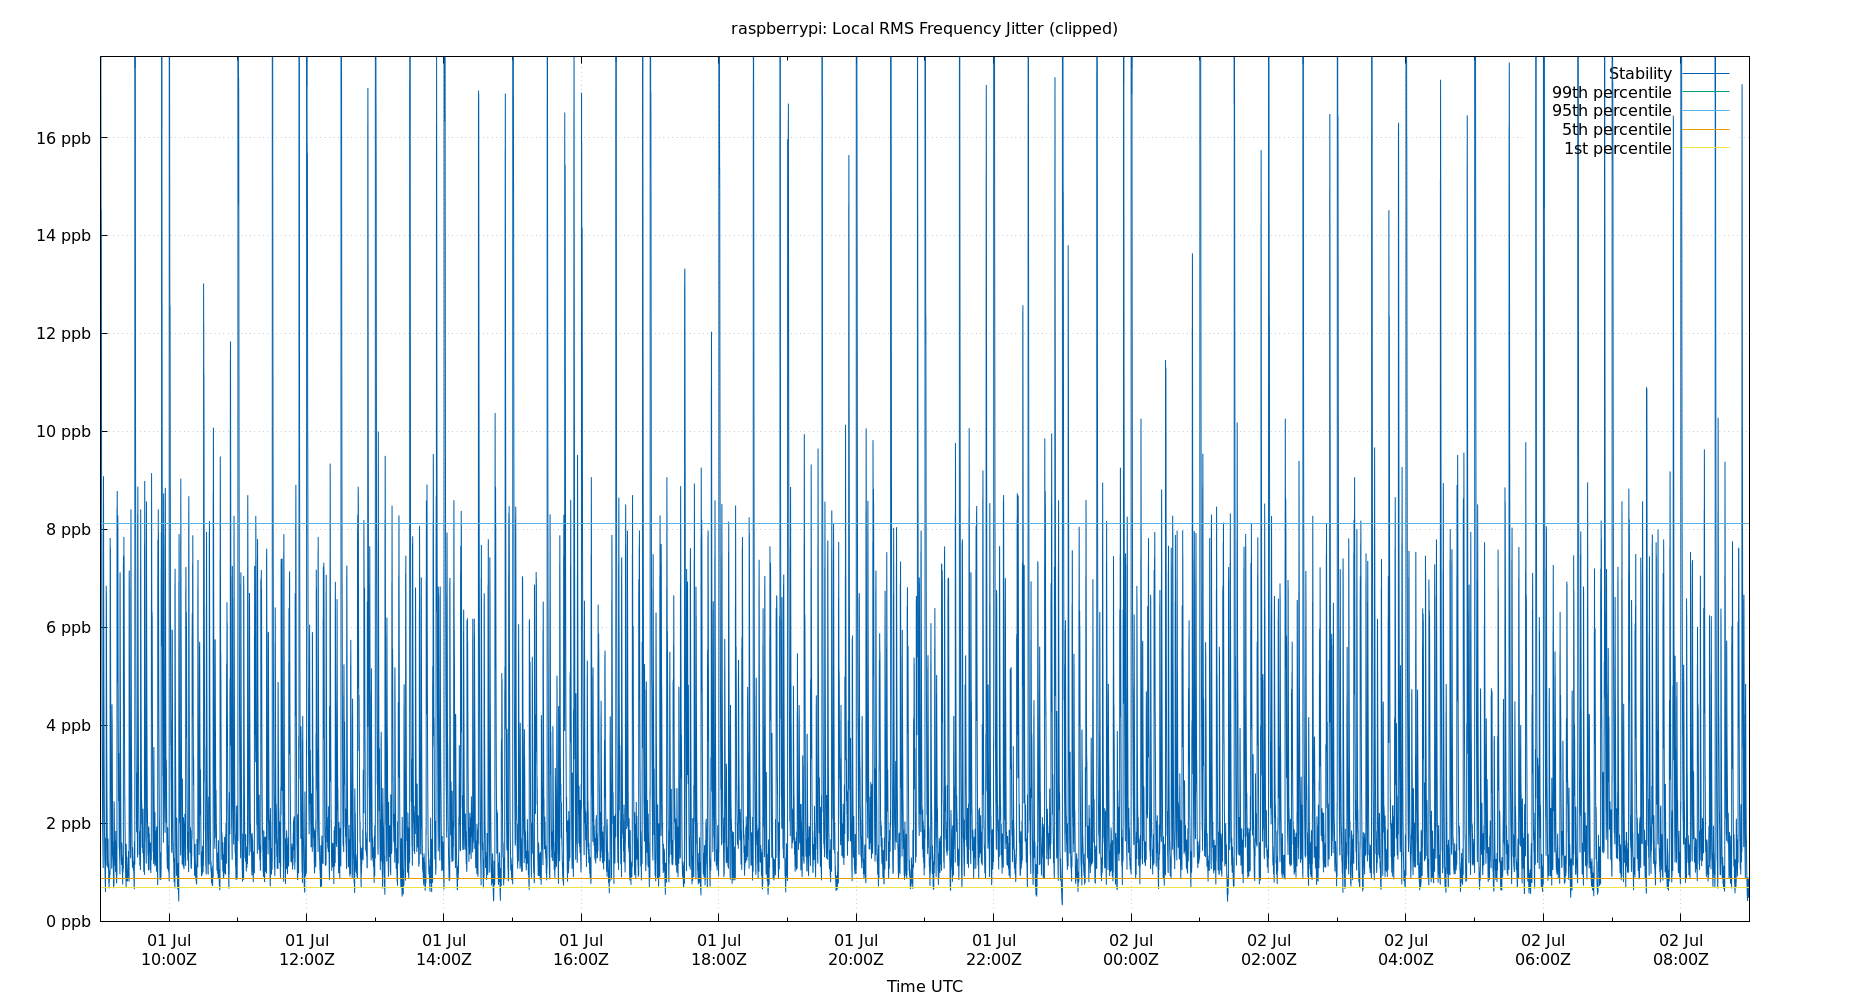 raspberrypi: Local RMS Frequency Jitter (clipped)
Stability
99th percentile
95th percentile
5th percentile
1st percentile
16 ppb
14 ppb
12 ppb
10 ppb
8 ppb
6 ppb
4 ppb
2 ppb
0 ppb
01 Jul 01 Jul 01 Jul 01 Jul 01 Jul 01 Jul 01 Jul 02 Jul 02 Jul 02 Jul 02 Jul 02 Jul
10:00Z 12:00Z 14:00Z 16:00Z 18:00Z 20:00Z 22:00Z 00:00Z 02:00Z 04:00Z 06:00Z 08:00Z
Time UTC